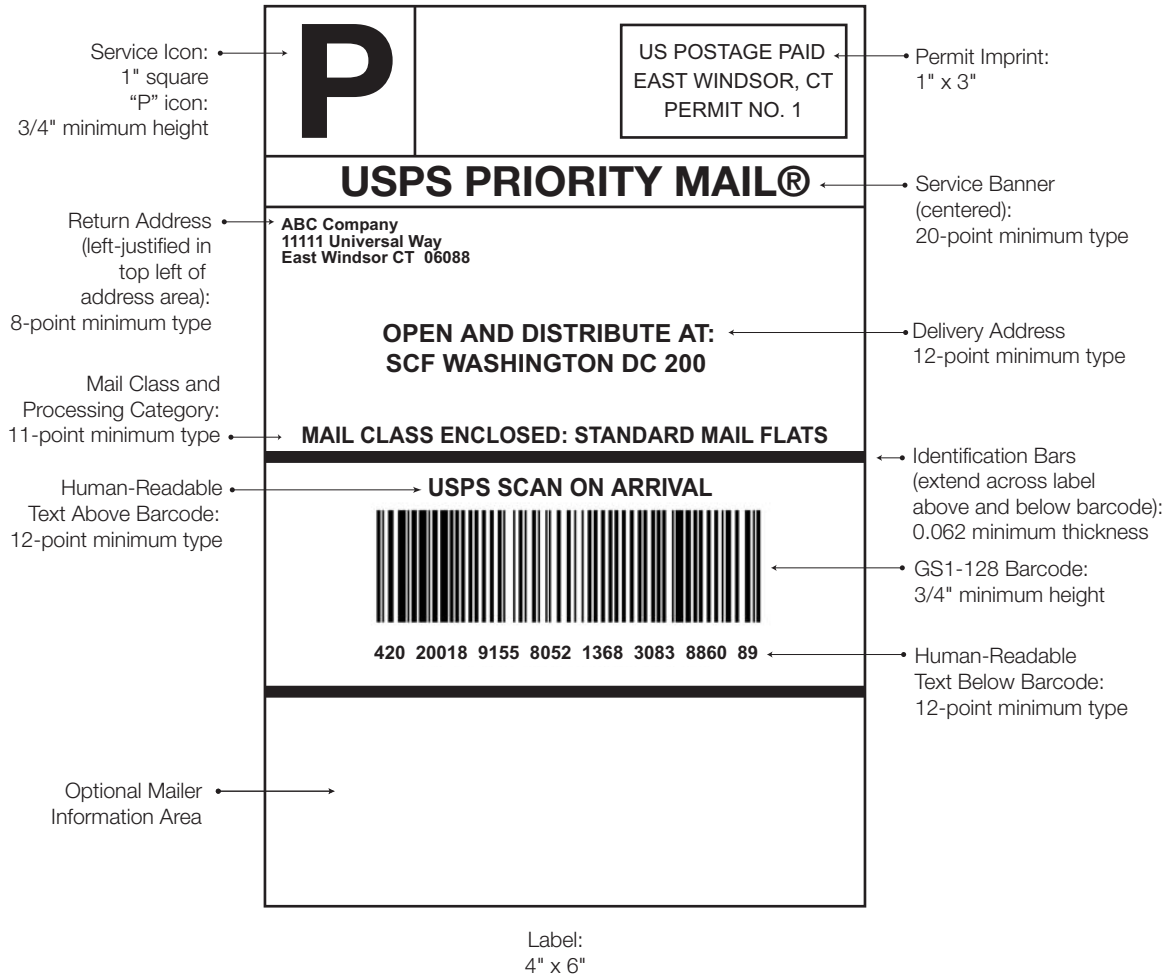 Service Icon:
1" square
“P” icon:
3/4" minimum height
P
US POSTAGE PAID
EAST WINDSOR, CT
PERMIT NO. 1
Permit Imprint:
1" x 3"
USPS PRIORITY MAIL®
Service Banner
(centered):
20-point minimum type
Return Address
(left-justified in
top left of
address area):
8-point minimum type
ABC Company
11111 Universal Way
East Windsor CT  06088
OPEN AND DISTRIBUTE AT:
SCF WASHINGTON DC 200
Delivery Address
12-point minimum type
Mail Class and
Processing Category:
11-point minimum type
MAIL CLASS ENCLOSED: STANDARD MAIL FLATS
Identification Bars
(extend across label
above and below barcode):
0.062 minimum thickness
Human-Readable
Text Above Barcode:
12-point minimum type
USPS SCAN ON ARRIVAL
GS1-128 Barcode:
3/4" minimum height
420 20018 9155 8052 1368 3083 8860 89
Human-Readable
Text Below Barcode:
12-point minimum type
Optional Mailer
Information Area
Label:
4" x 6"